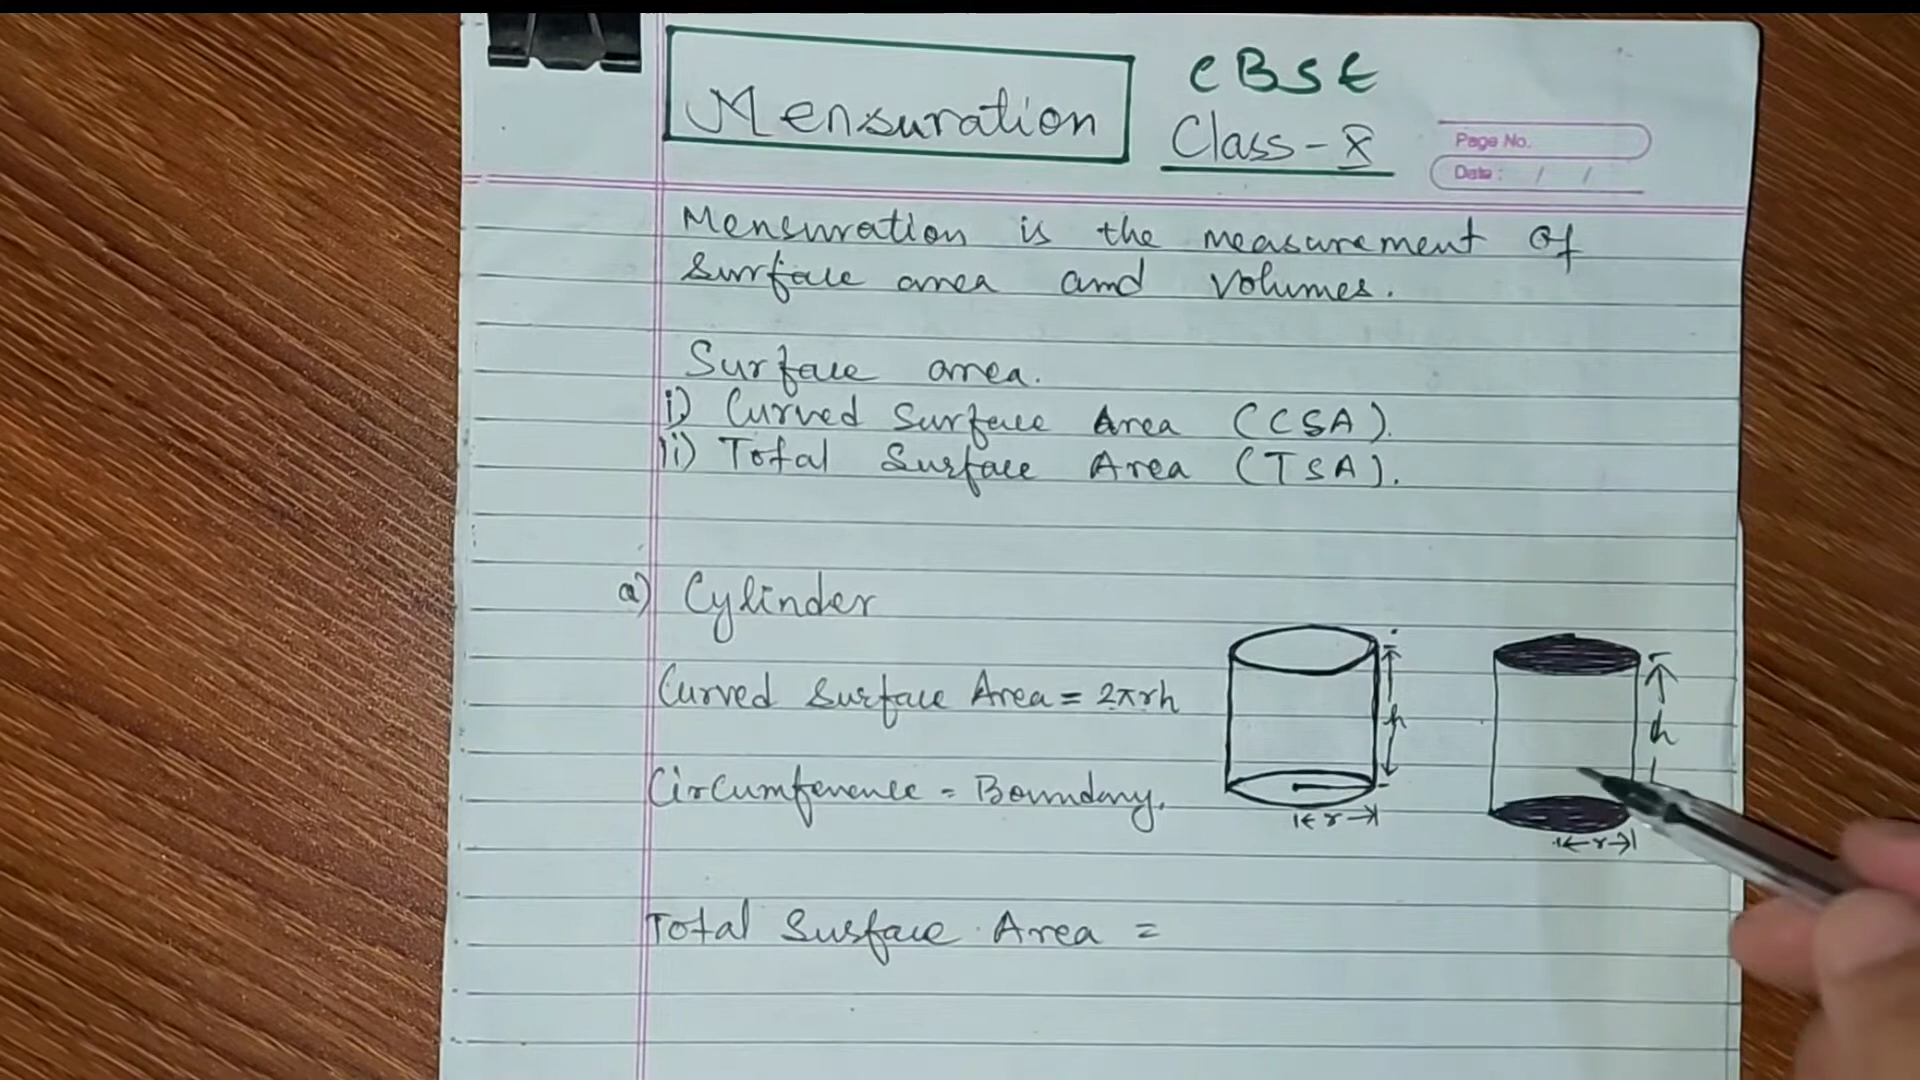 Mensuration
CBSE
Class - X
Page No.
Date : / /
Mensuration is the measurement of
surface area and volumes.
Surface area.
i) Curved Surface Area (CSA).
ii) Total Surface Area (TSA).
a) Cylinder
Curved Surface Area = 2πrh
h
h
Circumference = Boundary.
r
r
Total Surface Area =